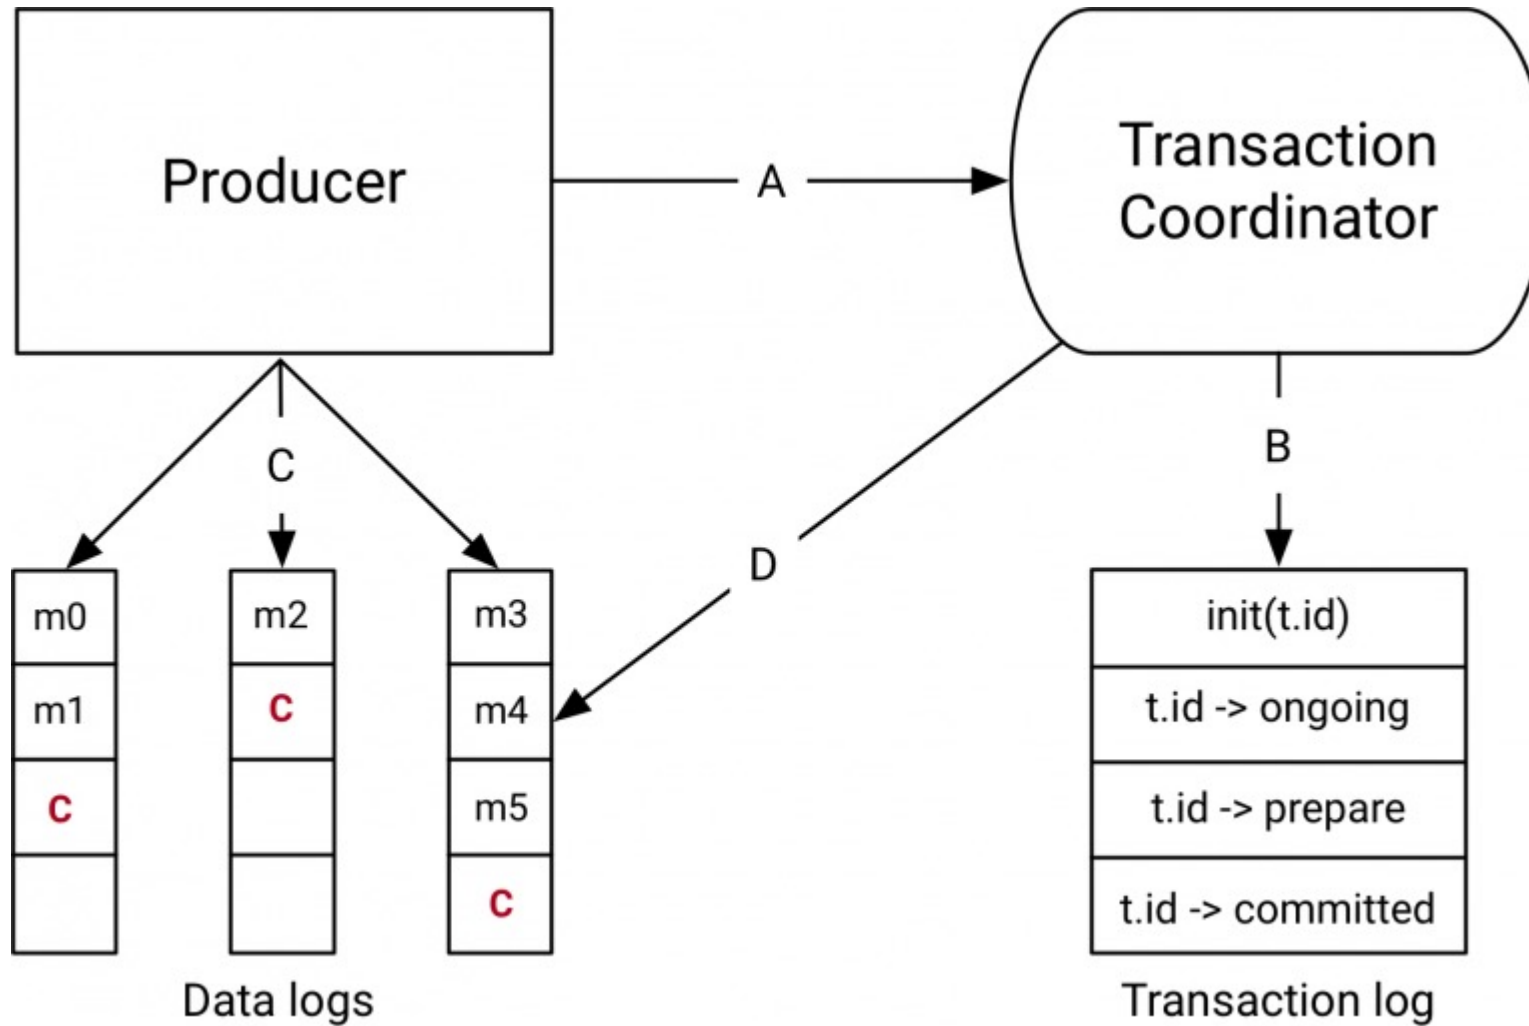 Producer
A
Transaction
Coordinator
C
B
D
m0
m1
C
m2
C
m3
m4
m5
C
init(t.id)
t.id -> ongoing
t.id -> prepare
t.id -> committed
Data logs
Transaction log